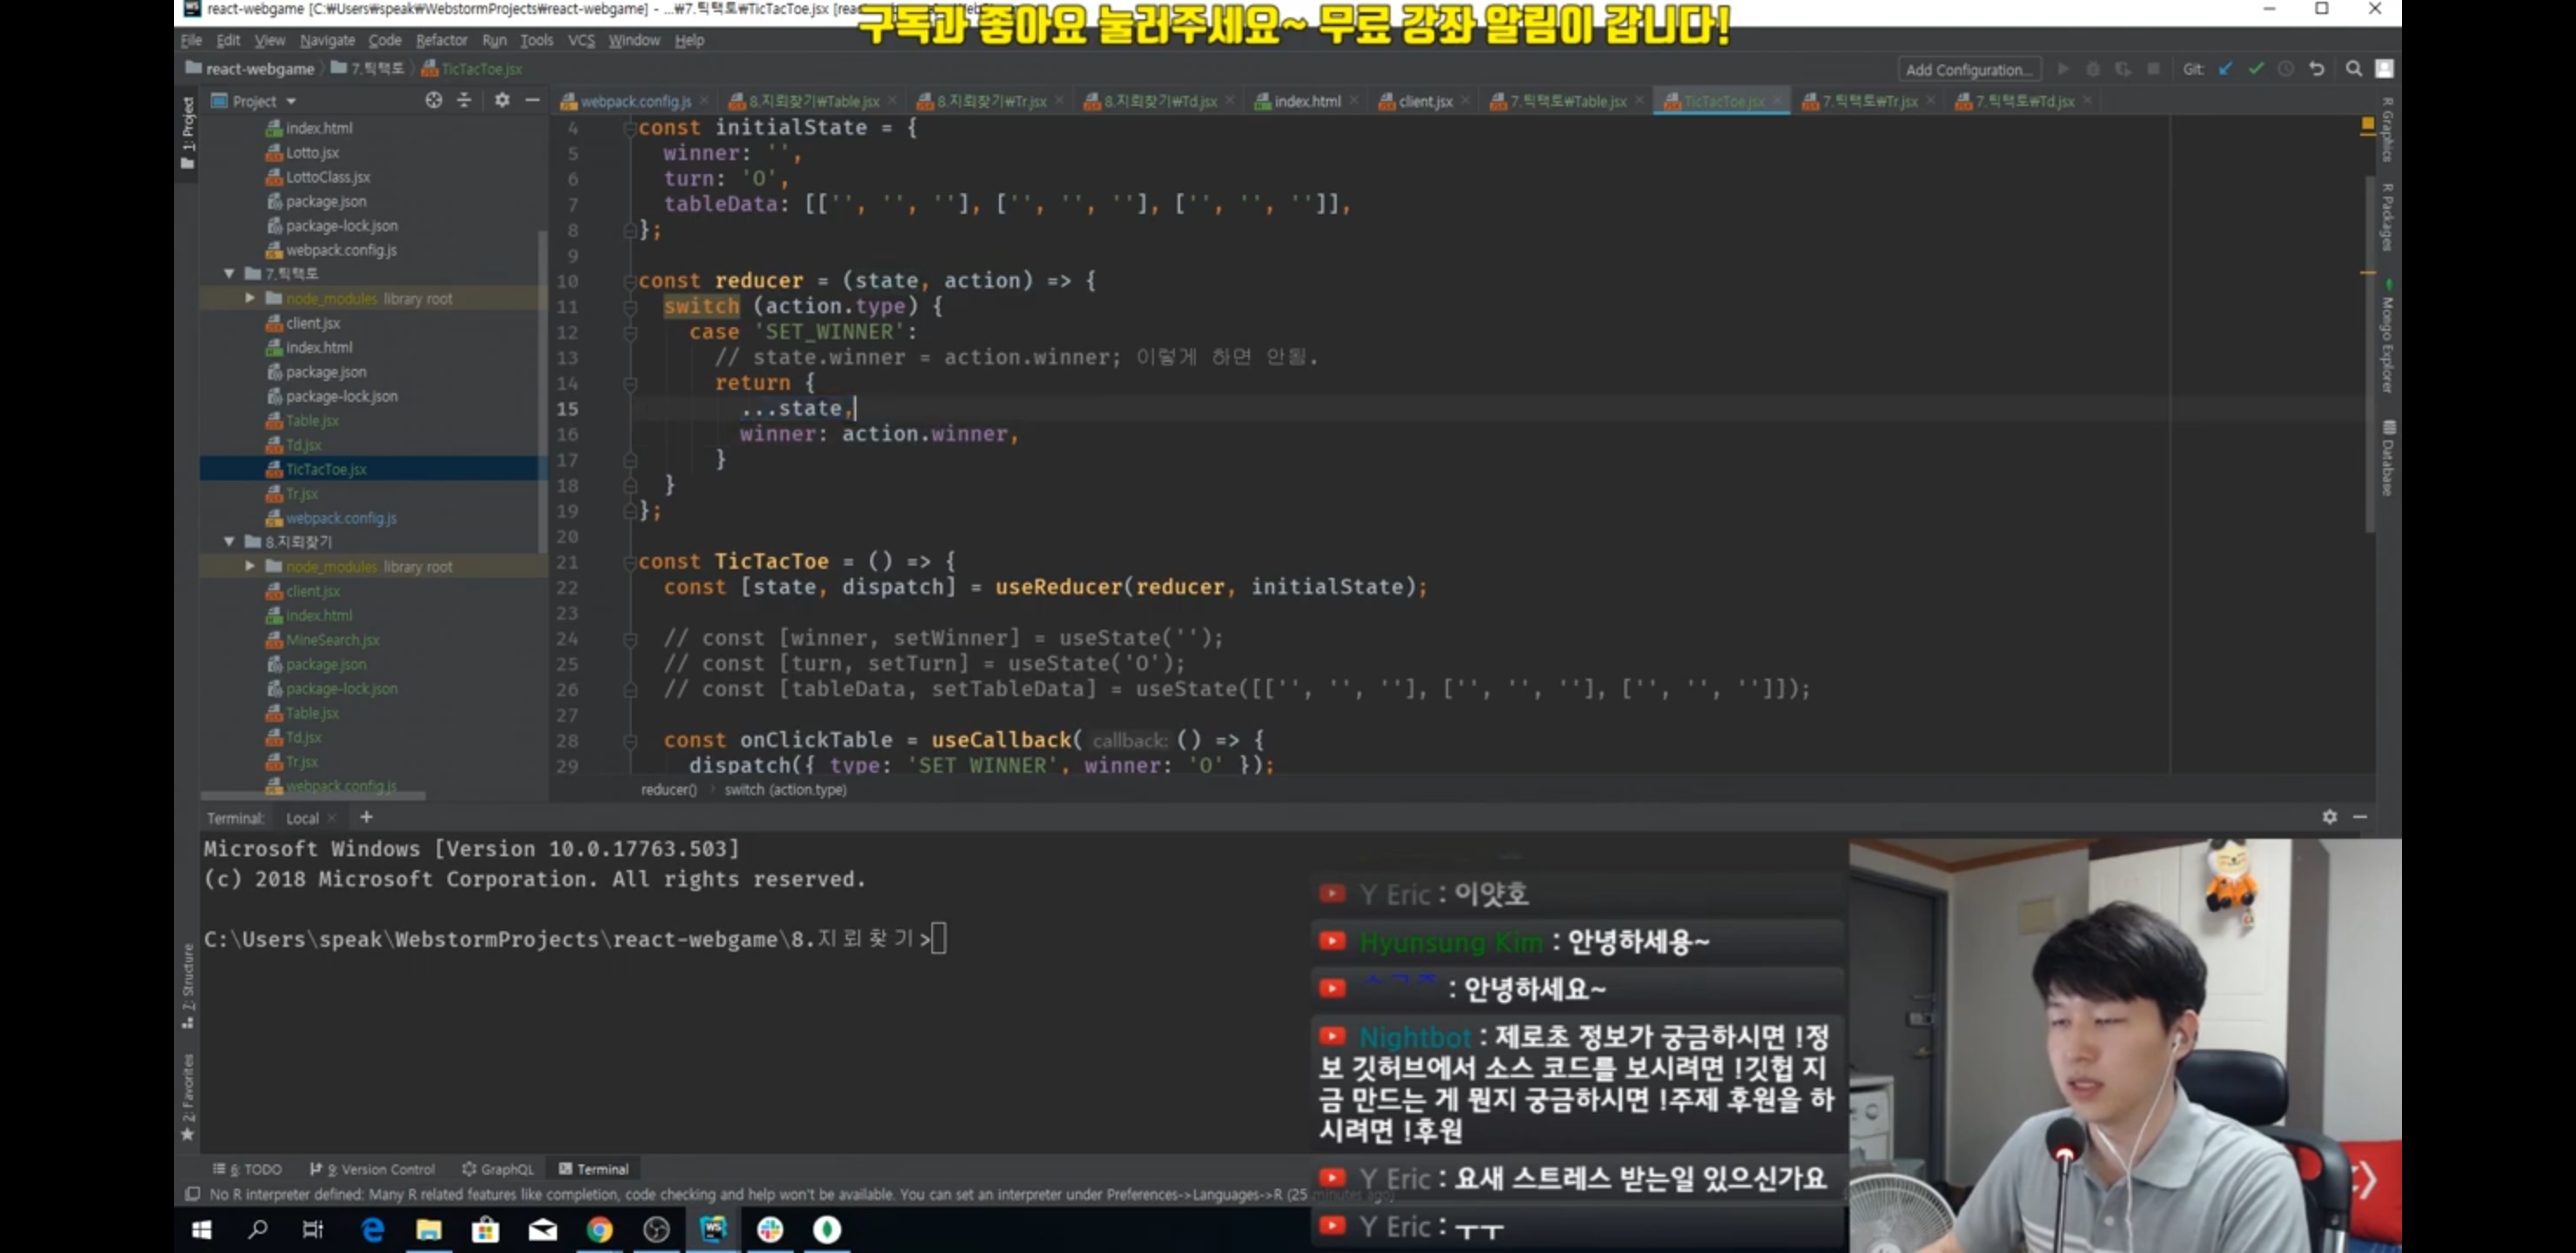 react-webgame [C:₩Users₩speak₩WebstormProjects₩react-webgame] - ...₩7.틱택토₩TicTacToe.jsx
구독과 좋아요 눌러주세요~ 무료 강좌 알림이 갑니다!
File Edit View Navigate Code Refactor Run Tools VCS Window Help
react-webgame 7.틱택토 TicTacToe.jsx
Add Configuration... Git:
Project
webpack.config.js 8.지뢰찾기₩Table.jsx 8.지뢰찾기₩Tr.jsx 8.지뢰찾기₩Td.jsx index.html client.jsx 7.틱택토₩Table.jsx TicTacToe.jsx 7.틱택토₩Tr.jsx 7.틱택토₩Td.jsx
1: Project
index.html
Lotto.jsx
LottoClass.jsx
package.json
package-lock.json
webpack.config.js
7.틱택토
node_modules library root
client.jsx
index.html
package.json
package-lock.json
Table.jsx
Td.jsx
TicTacToe.jsx
Tr.jsx
webpack.config.js
8.지뢰찾기
node_modules library root
client.jsx
index.html
MineSearch.jsx
package.json
package-lock.json
Table.jsx
Td.jsx
Tr.jsx
webpack.config.js
4 const initialState = {
5 winner: '',
6 turn: 'O',
7 tableData: [['', '', ''], ['', '', ''], ['', '', '']],
8 };
9
10 const reducer = (state, action) => {
11 switch (action.type) {
12 case 'SET_WINNER':
13 // state.winner = action.winner; 이렇게 하면 안됨.
14 return {
15 ...state,
16 winner: action.winner,
17 }
18 }
19 };
20
21 const TicTacToe = () => {
22 const [state, dispatch] = useReducer(reducer, initialState);
23
24 // const [winner, setWinner] = useState('');
25 // const [turn, setTurn] = useState('O');
26 // const [tableData, setTableData] = useState([['', '', ''], ['', '', ''], ['', '', '']]);
27
28 const onClickTable = useCallback( callback: () => {
29 dispatch({ type: 'SET_WINNER', winner: 'O' });
reducer() switch (action.type)
R Graphics
R Packages
Mongo Explorer
Database
Terminal: Local +
Microsoft Windows [Version 10.0.17763.503]
(c) 2018 Microsoft Corporation. All rights reserved.
C:\Users\speak\WebstormProjects\react-webgame\8.지뢰찾기>
7: Structure
2: Favorites
Y Eric : 이얏호
Hyunsung Kim : 안녕하세용~
: 안녕하세요~
Nightbot : 제로초 정보가 궁금하시면 !정
보 깃허브에서 소스 코드를 보시려면 !깃헙 지
금 만드는 게 뭔지 궁금하시면 !주제 후원을 하
시려면 !후원
Y Eric : 요새 스트레스 받는일 있으신가요
Y Eric : ㅜㅜ
6: TODO 9: Version Control GraphQL Terminal
No R interpreter defined: Many R related features like completion, code checking and help won't be available. You can set an interpreter under Preferences->Languages->R (25 minutes ago)